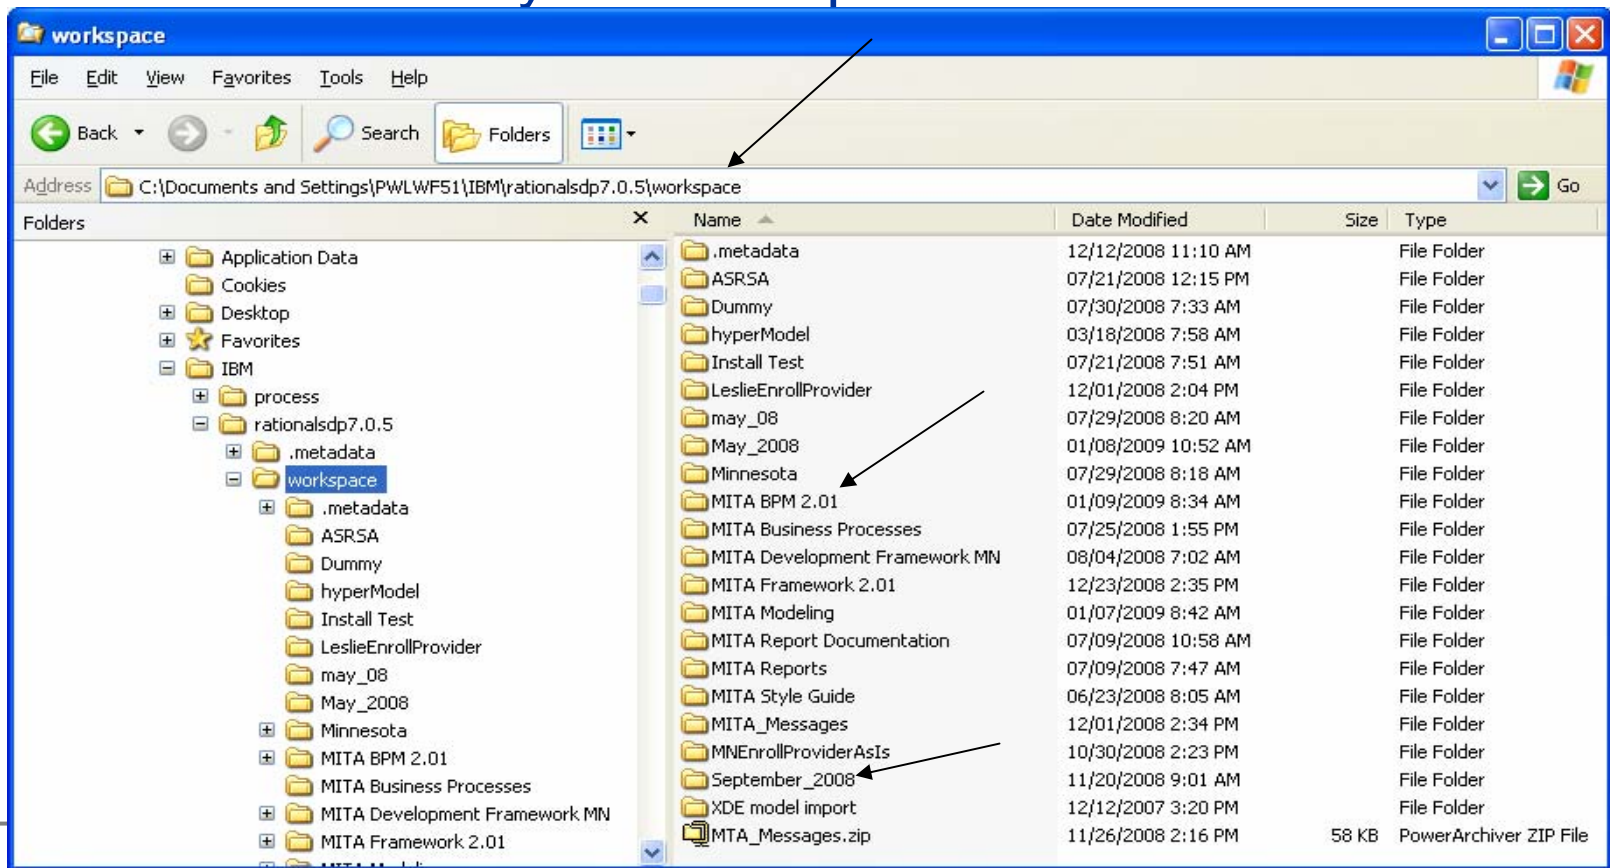 workspace
File Edit View Favorites Tools Help
Back Search Folders
Address C:\Documents and Settings\PWLWF51\IBM\rationalsdp7.0.5\workspace Go
Folders x Name Date Modified Size Type
Application Data
Cookies
Desktop
Favorites
IBM
process
rationalsdp7.0.5
.metadata
workspace
.metadata
ASRSA
Dummy
hyperModel
Install Test
LeslieEnrollProvider
may_08
May_2008
Minnesota
MITA BPM 2.01
MITA Business Processes
MITA Development Framework MN
MITA Framework 2.01
.metadata 12/12/2008 11:10 AM File Folder
ASRSA 07/21/2008 12:15 PM File Folder
Dummy 07/30/2008 7:33 AM File Folder
hyperModel 03/18/2008 7:58 AM File Folder
Install Test 07/21/2008 7:51 AM File Folder
LeslieEnrollProvider 12/01/2008 2:04 PM File Folder
may_08 07/29/2008 8:20 AM File Folder
May_2008 01/08/2009 10:52 AM File Folder
Minnesota 07/29/2008 8:18 AM File Folder
MITA BPM 2.01 01/09/2009 8:34 AM File Folder
MITA Business Processes 07/25/2008 1:55 PM File Folder
MITA Development Framework MN 08/04/2008 7:02 AM File Folder
MITA Framework 2.01 12/23/2008 2:35 PM File Folder
MITA Modeling 01/07/2009 8:42 AM File Folder
MITA Report Documentation 07/09/2008 10:58 AM File Folder
MITA Reports 07/09/2008 7:47 AM File Folder
MITA Style Guide 06/23/2008 8:05 AM File Folder
MITA_Messages 12/01/2008 2:34 PM File Folder
MNEnrollProviderAsIs 10/30/2008 2:23 PM File Folder
September_2008 11/20/2008 9:01 AM File Folder
XDE model import 12/12/2007 3:20 PM File Folder
MTA_Messages.zip 11/26/2008 2:16 PM 58 KB PowerArchiver ZIP File